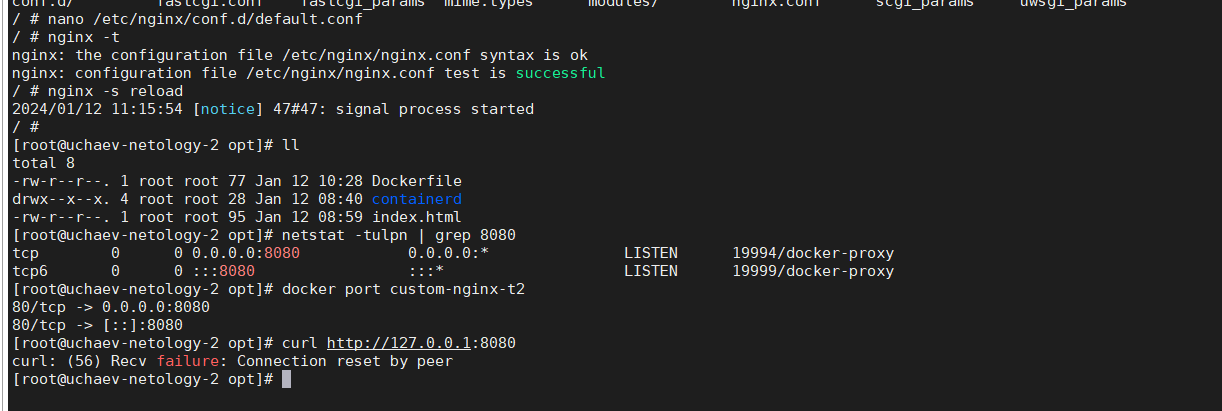 conf.d/         fastcgi.conf    fastcgi_params  mime.types      modules/        nginx.conf      scgi_params     uwsgi_params
/ # nano /etc/nginx/conf.d/default.conf
/ # nginx -t
nginx: the configuration file /etc/nginx/nginx.conf syntax is ok
nginx: configuration file /etc/nginx/nginx.conf test is successful
/ # nginx -s reload
2024/01/12 11:15:54 [notice] 47#47: signal process started
/ #
[root@uchaev-netology-2 opt]# ll
total 8
-rw-r--r--. 1 root root 77 Jan 12 10:28 Dockerfile
drwx--x--x. 4 root root 28 Jan 12 08:40 containerd
-rw-r--r--. 1 root root 95 Jan 12 08:59 index.html
[root@uchaev-netology-2 opt]# netstat -tulpn | grep 8080
tcp        0      0 0.0.0.0:8080            0.0.0.0:*               LISTEN      19994/docker-proxy
tcp6       0      0 :::8080                 :::*                    LISTEN      19999/docker-proxy
[root@uchaev-netology-2 opt]# docker port custom-nginx-t2
80/tcp -> 0.0.0.0:8080
80/tcp -> [::]:8080
[root@uchaev-netology-2 opt]# curl http://127.0.0.1:8080
curl: (56) Recv failure: Connection reset by peer
[root@uchaev-netology-2 opt]#